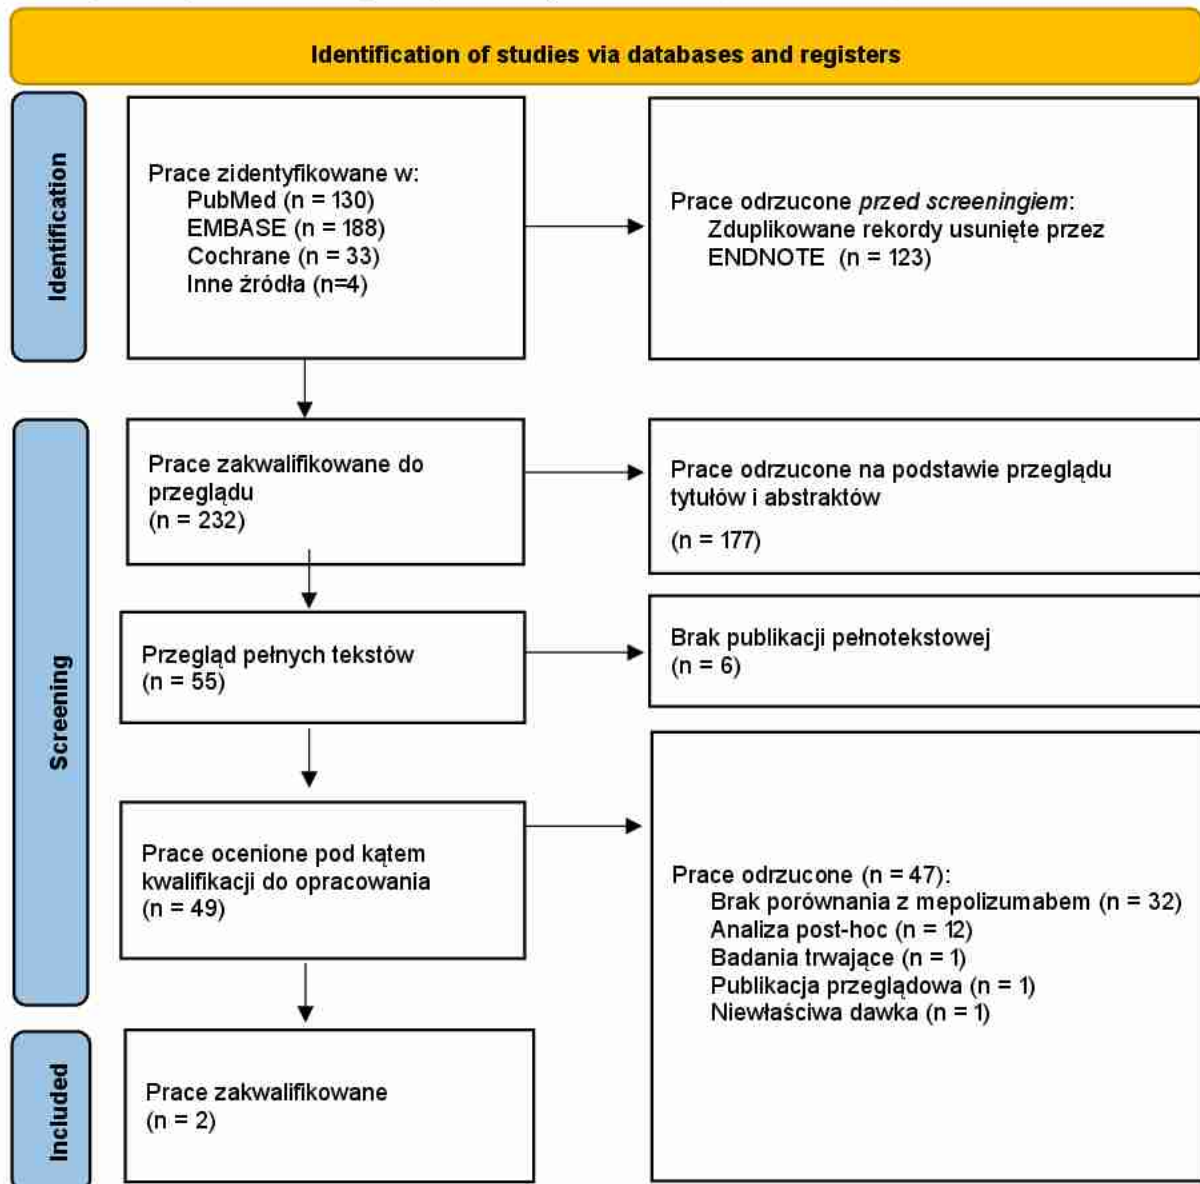 Identification of studies via databases and registers
Identification
Prace zidentyfikowane w:
PubMed (n = 130)
EMBASE (n = 188)
Cochrane (n = 33)
Inne źródła (n=4)
Prace odrzucone przed screeningiem:
Zduplikowane rekordy usunięte przez
ENDNOTE (n = 123)
Screening
Prace zakwalifikowane do
przeglądu
(n = 232)
Prace odrzucone na podstawie przeglądu
tytułów i abstraktów
(n = 177)
Przegląd pełnych tekstów
(n = 55)
Brak publikacji pełnotekstowej
(n = 6)
Prace ocenione pod kątem
kwalifikacji do opracowania
(n = 49)
Prace odrzucone (n = 47):
Brak porównania z mepolizumabem (n = 32)
Analiza post-hoc (n = 12)
Badania trwające (n = 1)
Publikacja przeglądowa (n = 1)
Niewłaściwa dawka (n = 1)
Included
Prace zakwalifikowane
(n = 2)